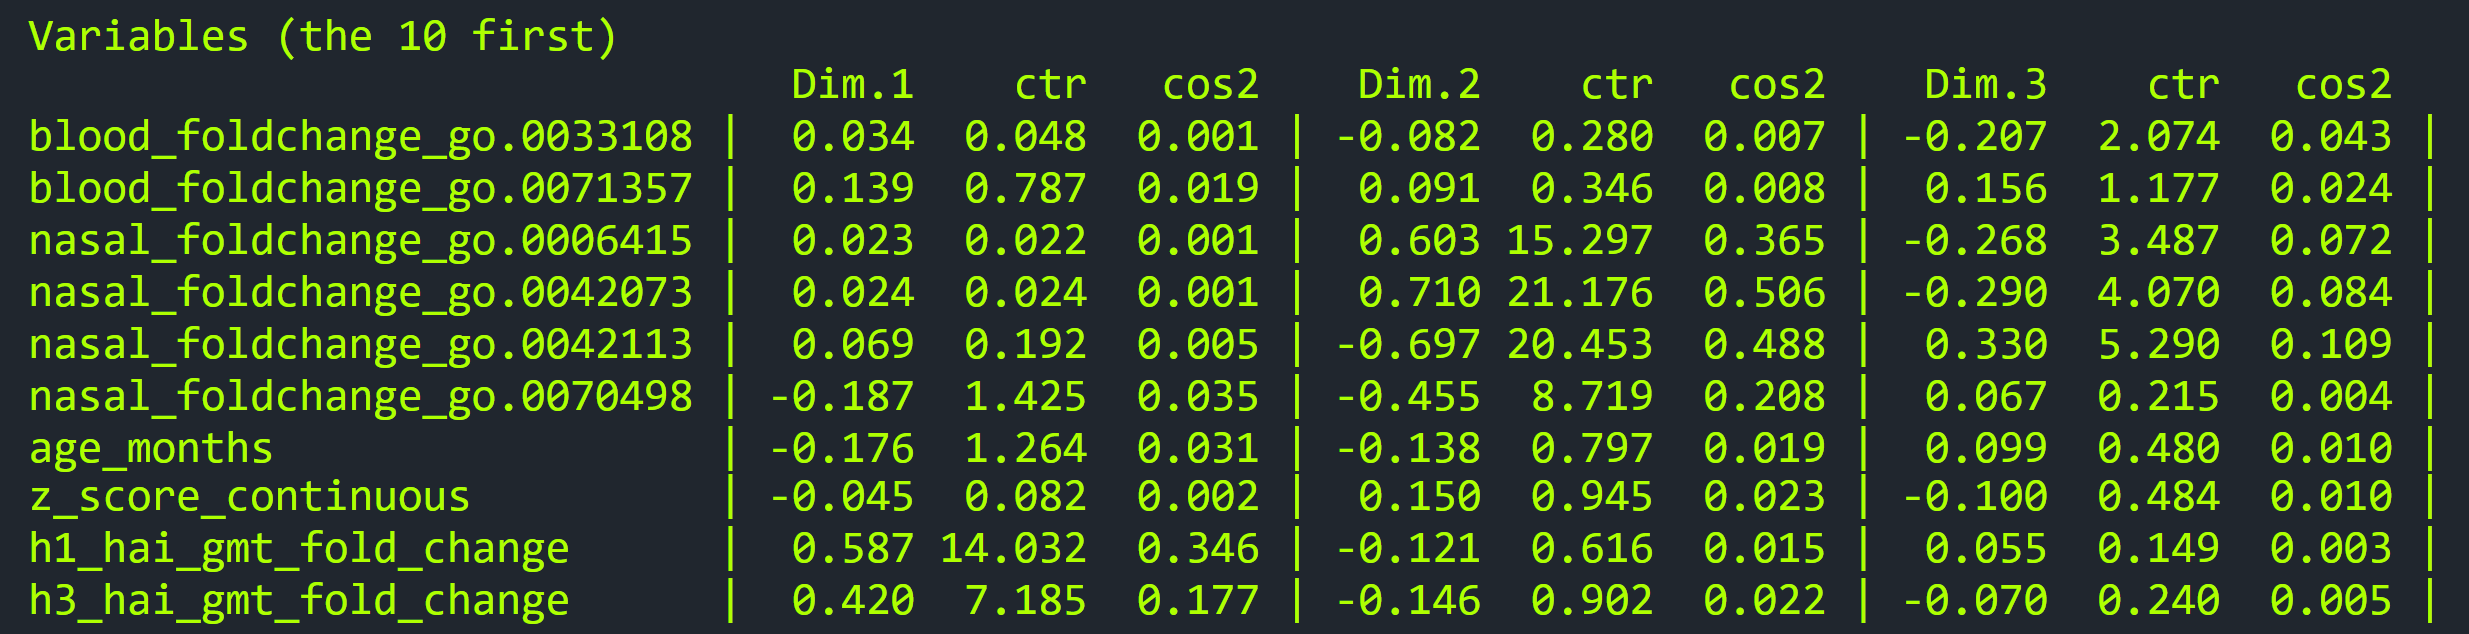 Variables (the 10 first)
                              Dim.1    ctr   cos2    Dim.2    ctr   cos2    Dim.3    ctr   cos2
blood_foldchange_go.0033108 |  0.034  0.048  0.001 | -0.082  0.280  0.007 | -0.207  2.074  0.043 |
blood_foldchange_go.0071357 |  0.139  0.787  0.019 |  0.091  0.346  0.008 |  0.156  1.177  0.024 |
nasal_foldchange_go.0006415 |  0.023  0.022  0.001 |  0.603 15.297  0.365 | -0.268  3.487  0.072 |
nasal_foldchange_go.0042073 |  0.024  0.024  0.001 |  0.710 21.176  0.506 | -0.290  4.070  0.084 |
nasal_foldchange_go.0042113 |  0.069  0.192  0.005 | -0.697 20.453  0.488 |  0.330  5.290  0.109 |
nasal_foldchange_go.0070498 | -0.187  1.425  0.035 | -0.455  8.719  0.208 |  0.067  0.215  0.004 |
age_months                  | -0.176  1.264  0.031 | -0.138  0.797  0.019 |  0.099  0.480  0.010 |
z_score_continuous          | -0.045  0.082  0.002 |  0.150  0.945  0.023 | -0.100  0.484  0.010 |
h1_hai_gmt_fold_change      |  0.587 14.032  0.346 | -0.121  0.616  0.015 |  0.055  0.149  0.003 |
h3_hai_gmt_fold_change      |  0.420  7.185  0.177 | -0.146  0.902  0.022 | -0.070  0.240  0.005 |